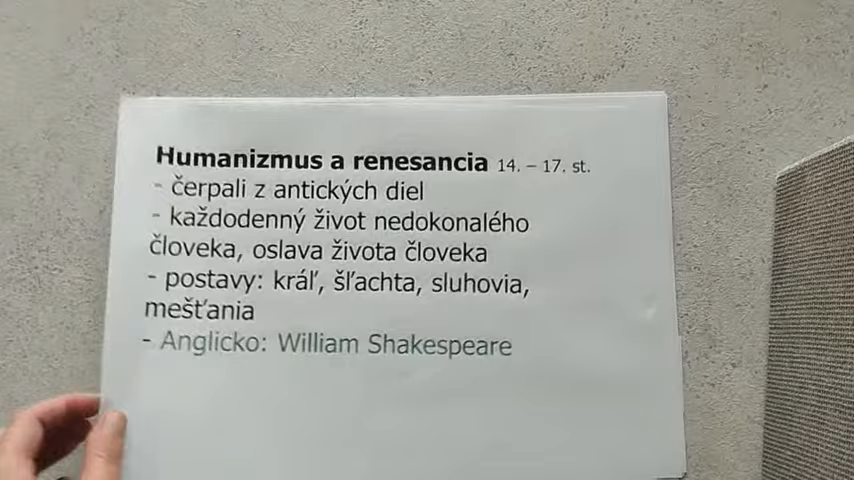 Humanizmus a renesancia 14. – 17. st.
- čerpali z antických diel
- každodenný život nedokonalého
človeka, oslava života človeka
- postavy: kráľ, šľachta, sluhovia,
mešťania
- Anglicko: William Shakespeare